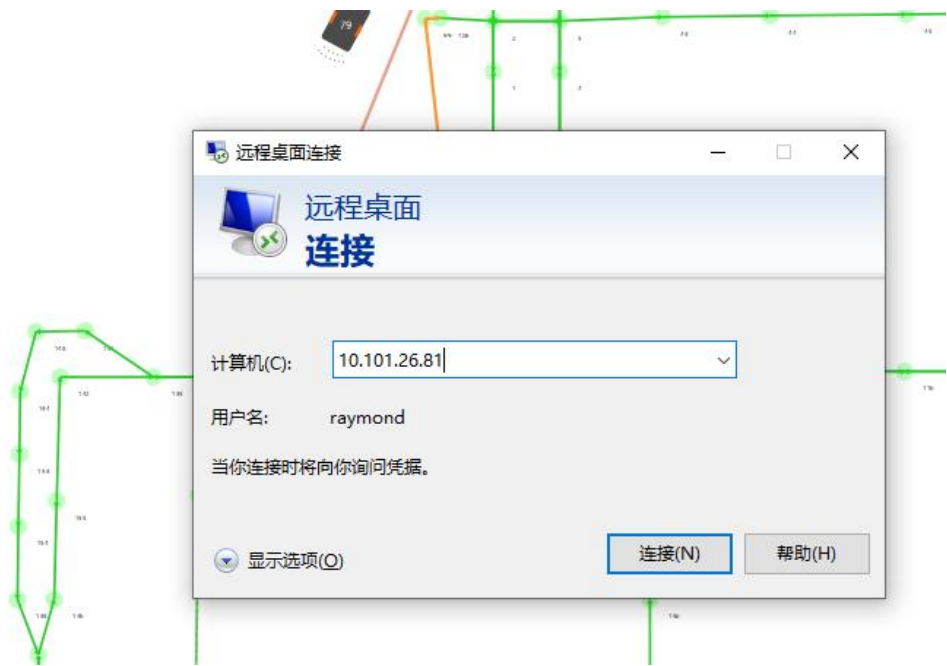 79
远程桌面连接
远程桌面
连接
计算机(C):
10.101.26.81
用户名:
raymond
当你连接时将向你询问凭据。
显示选项(O)
连接(N)
帮助(H)